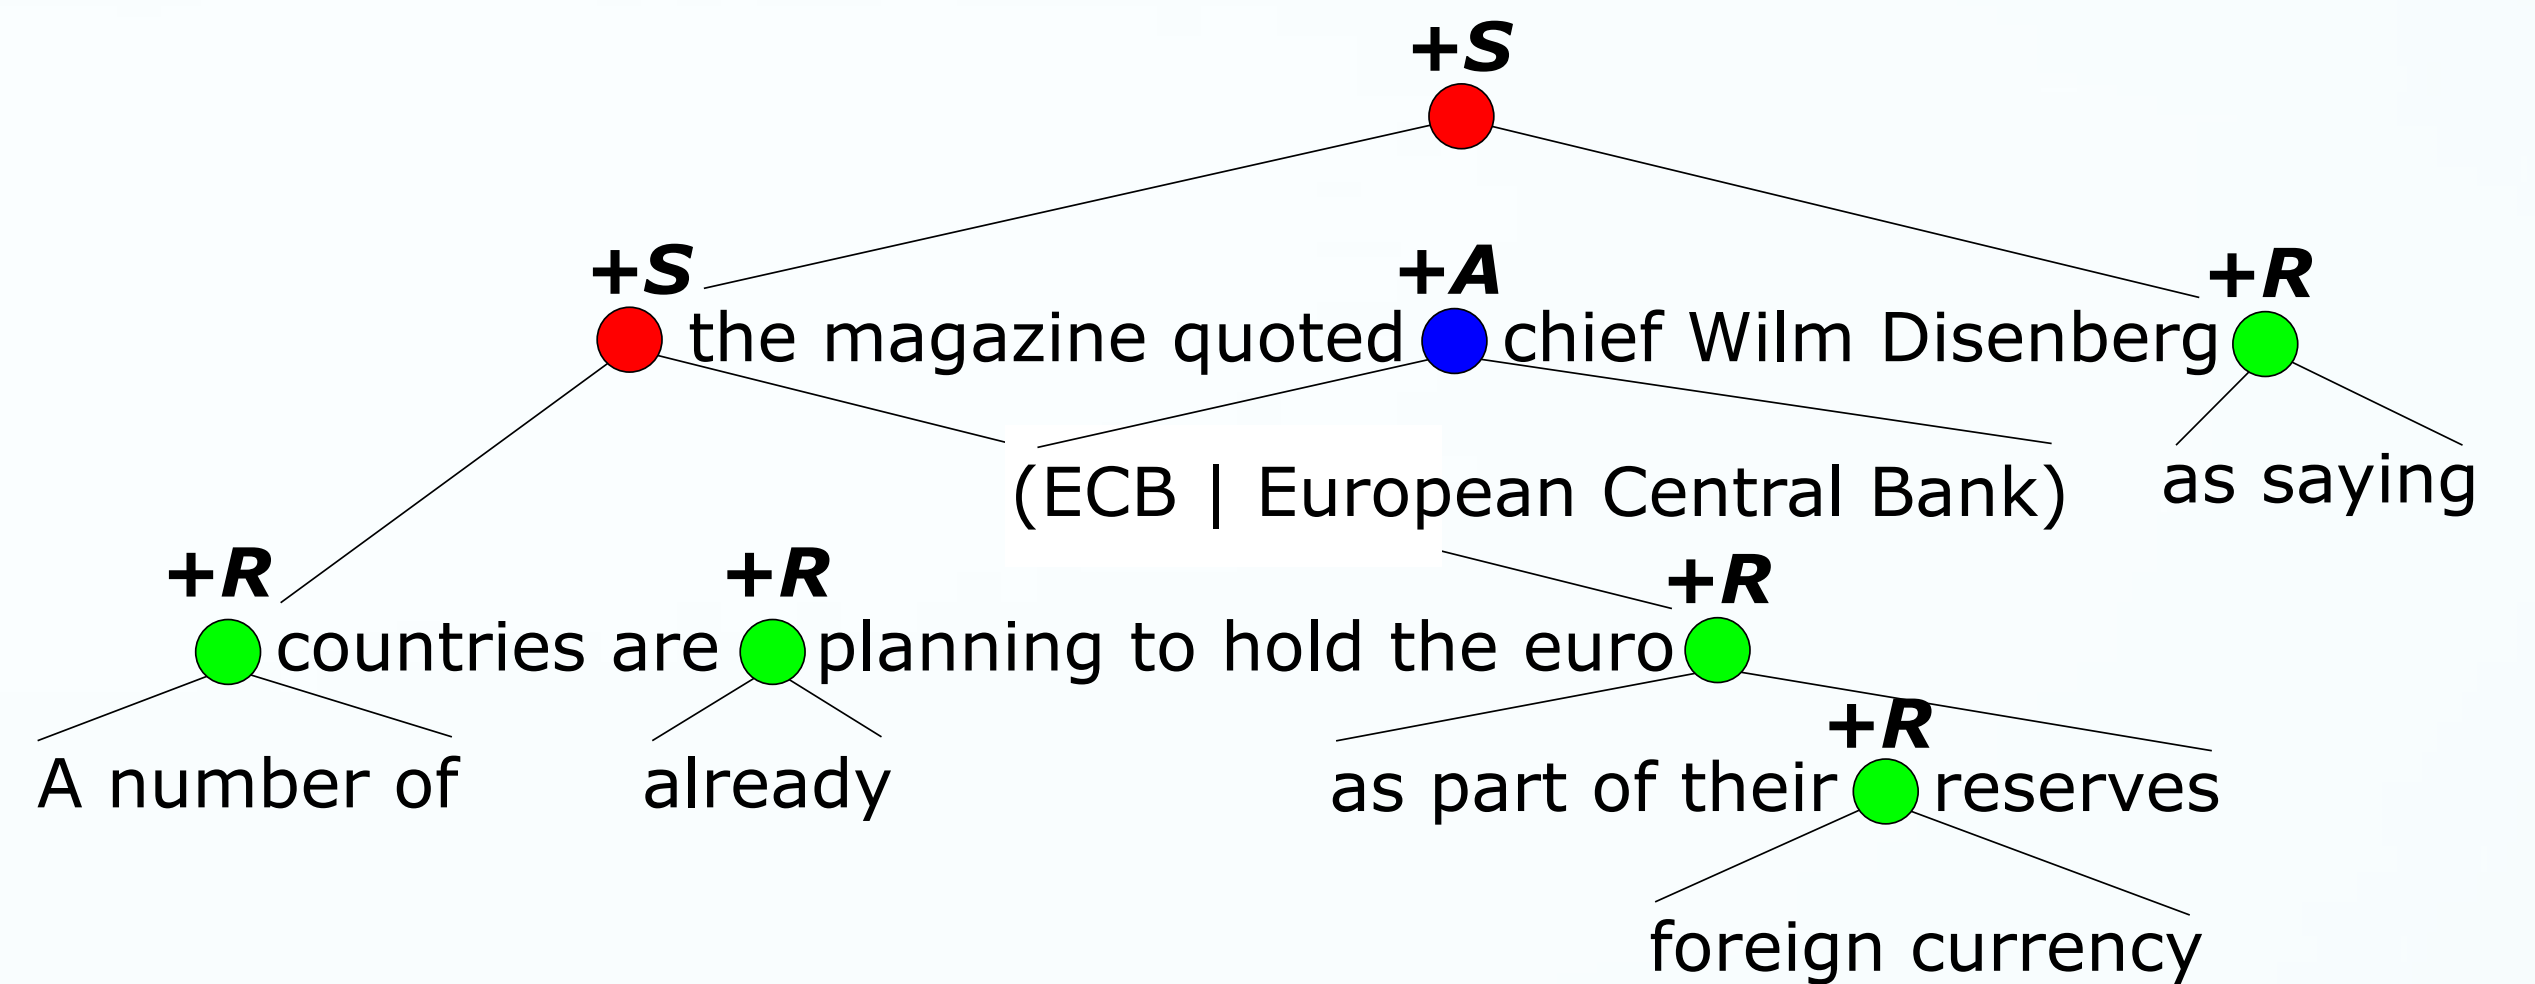 +S
+S +A +R
the magazine quoted chief Wilm Disenberg
(ECB | European Central Bank) as saying
+R +R +R
countries are planning to hold the euro
+R
A number of already as part of their reserves
foreign currency